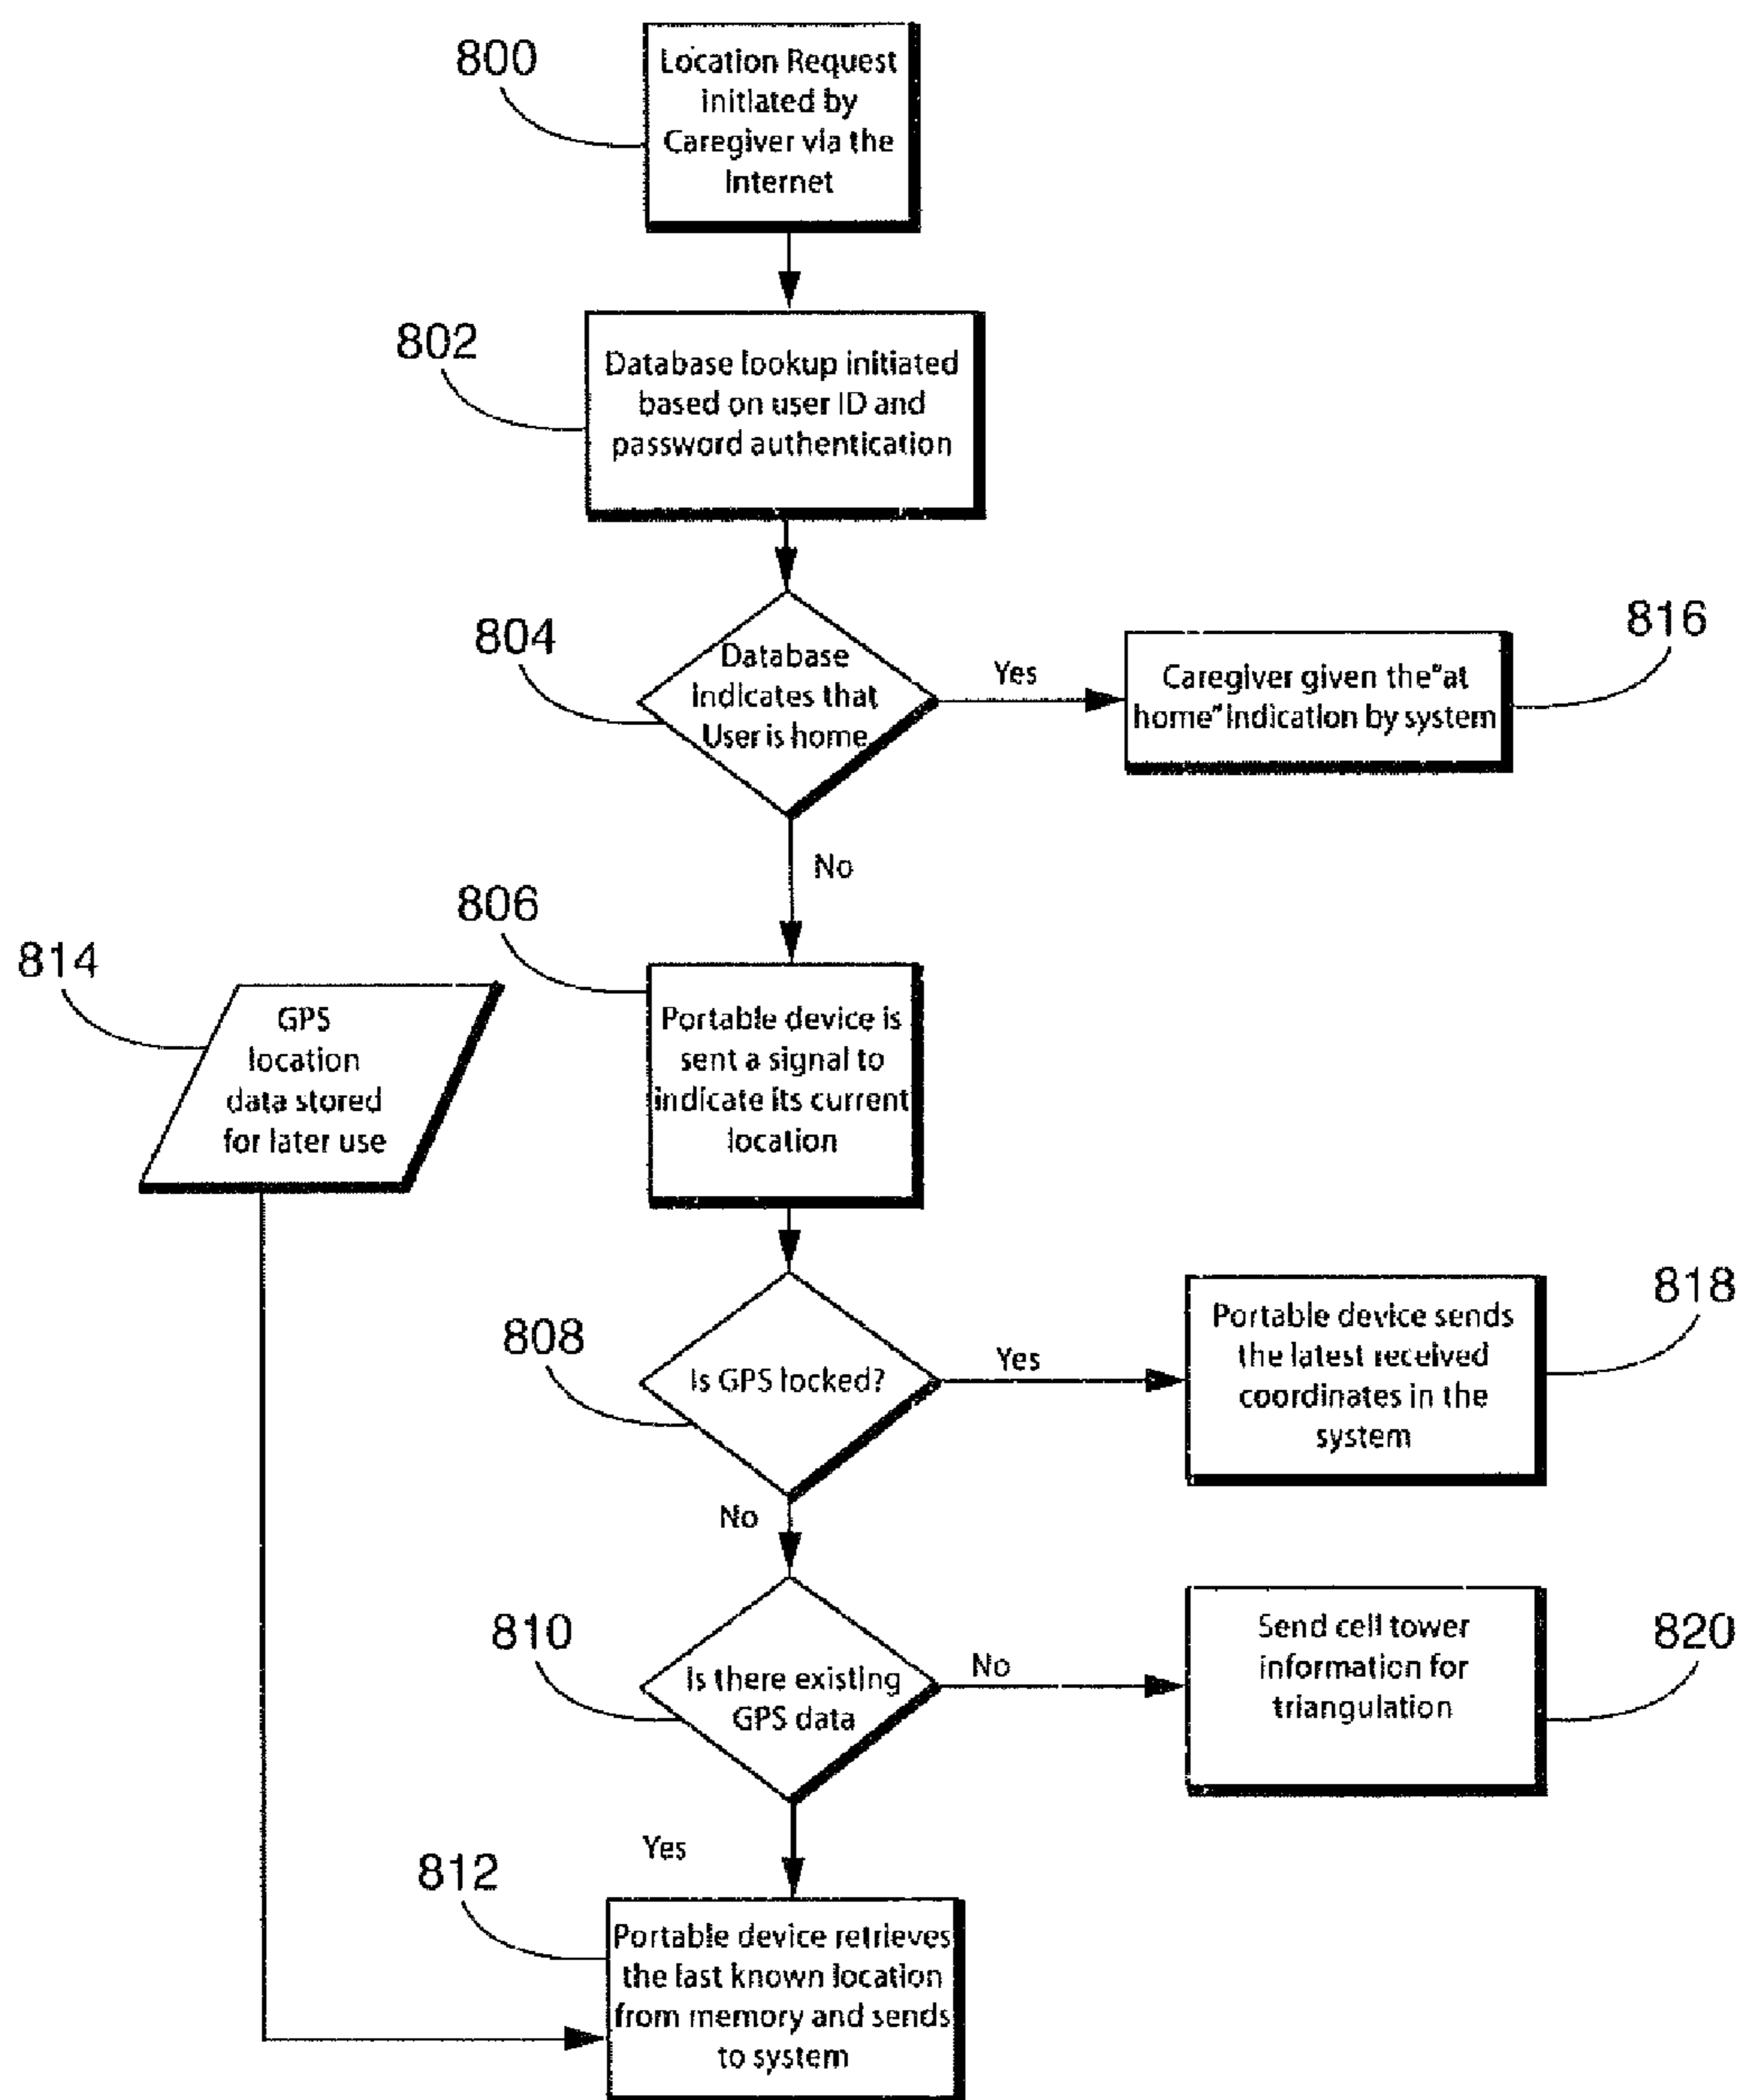 800
Location Request
initiated by
Caregiver via the
Internet
802
Database lookup initiated
based on user ID and
password authentication
804
Database
indicates that
User is home
Yes
816
Caregiver given the "at
home" indication by system
No
806
Portable device is
sent a signal to
indicate its current
location
814
GPS
location
data stored
for later use
808
Is GPS locked?
Yes
818
Portable device sends
the latest received
coordinates in the
system
No
810
Is there existing
GPS data
No
820
Send cell tower
information for
triangulation
Yes
812
Portable device retrieves
the last known location
from memory and sends
to system